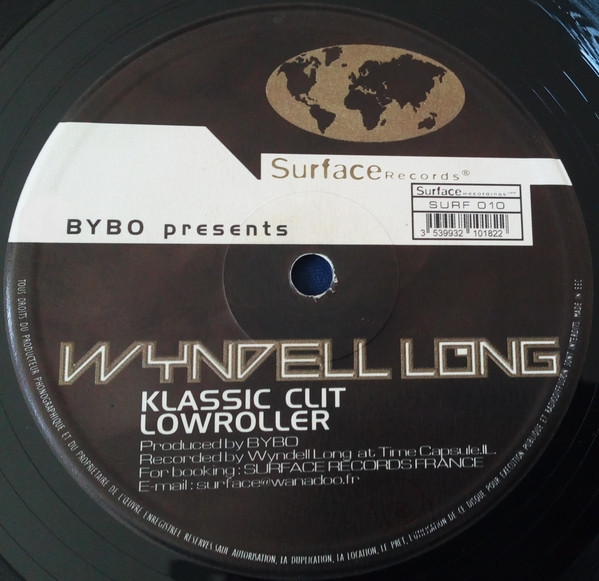 Surface Records®
Surface recordings
SURF 010
3 539932 101822
BYBO presents
WYNDELL LONG
KLASSIC CLIT
LOWROLLER
Produced by BYBO
Recorded by Wyndell Long at Time Capsule.IL.
For booking : SURFACE RECORDS FRANCE
E-mail : surface@wanadoo.fr
TOUS DROITS DU PRODUCTEUR PHONOGRAPHIQUE ET DU PROPRIETAIRE DE L'ŒUVRE ENREGISTREE RESERVES SAUF AUTORISATION, LA DUPLICATION, LA LOCATION, LE PRET, L'UTILISATION DE CE DISQUE POUR EXECUTION PUBLIQUE ET RADIODIFFUSION SONT INTERDITS. MADE IN EEC